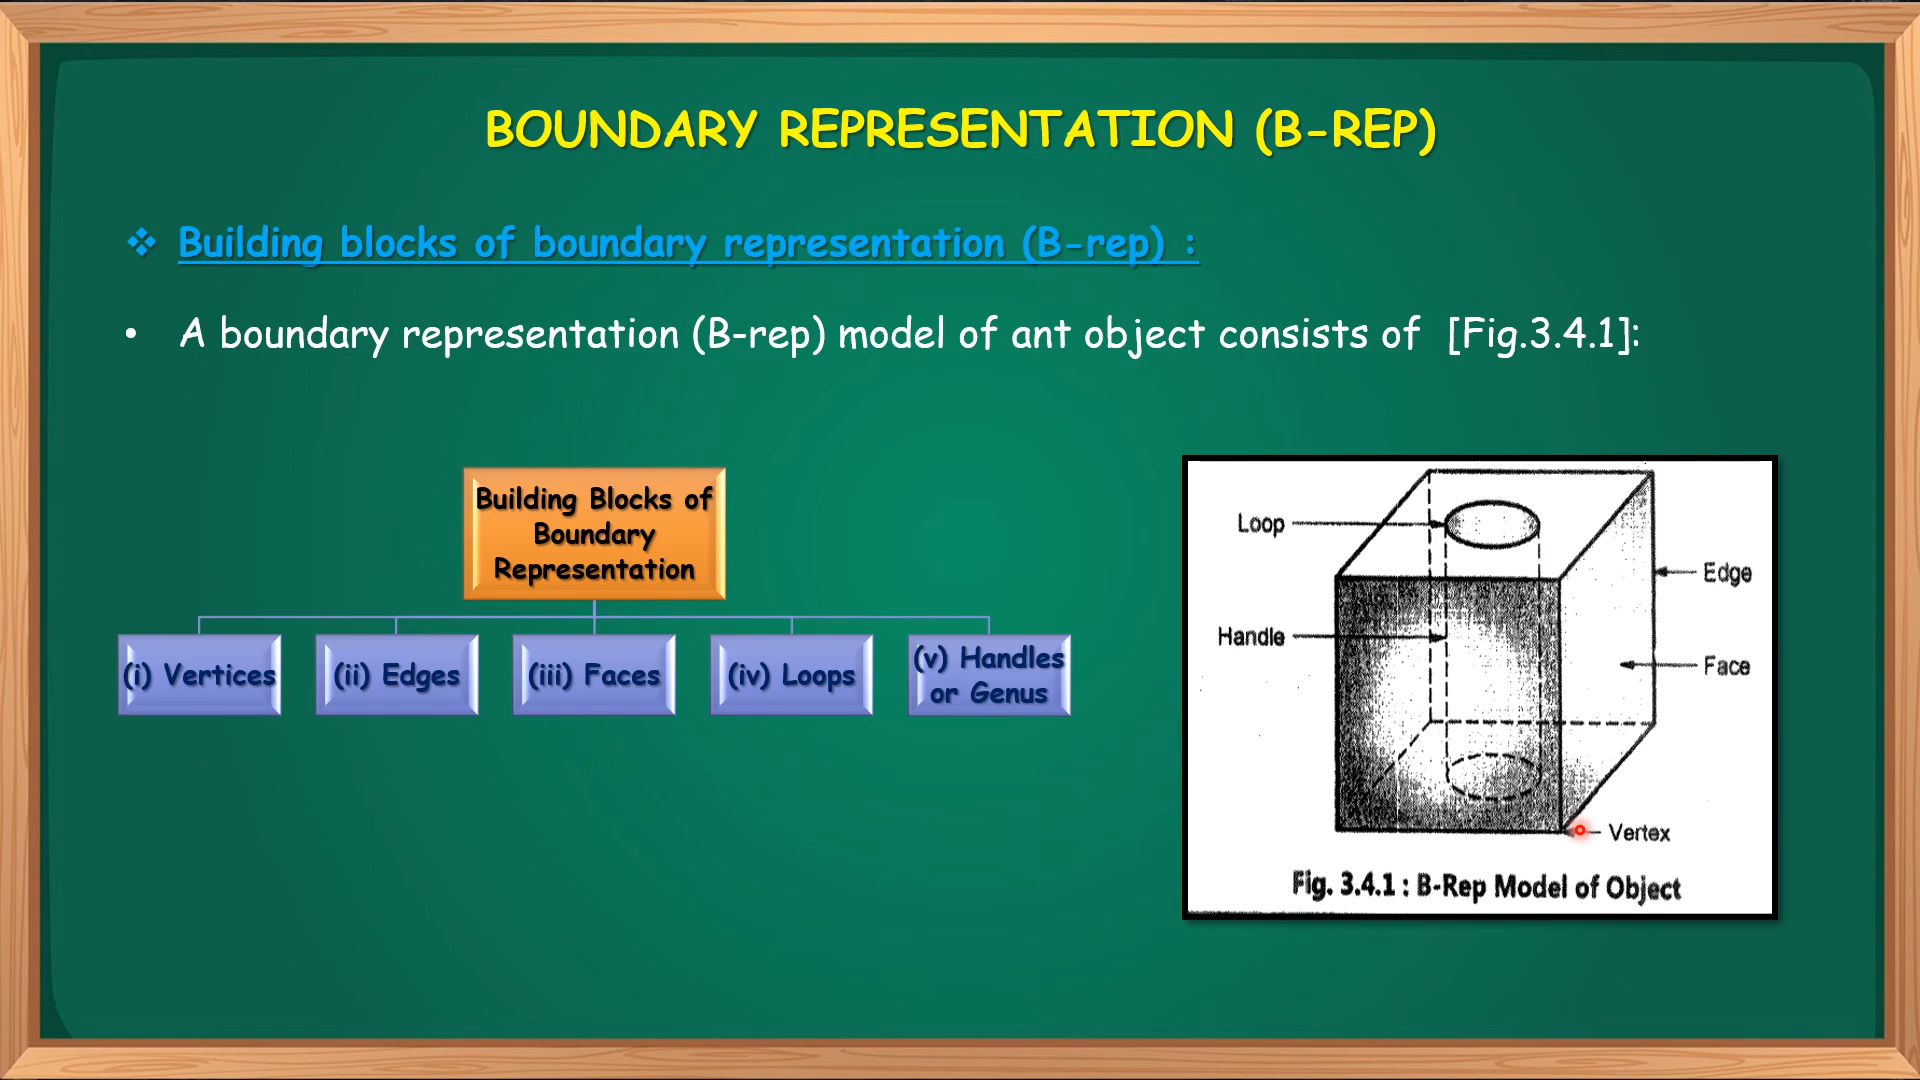 BOUNDARY REPRESENTATION (B-REP)
❖ Building blocks of boundary representation (B-rep) :
• A boundary representation (B-rep) model of ant object consists of [Fig.3.4.1]:
Building Blocks of
Boundary
Representation
(i) Vertices
(ii) Edges
(iii) Faces
(iv) Loops
(v) Handles
or Genus
Loop
Edge
Handle
Face
Vertex
Fig. 3.4.1 : B-Rep Model of Object